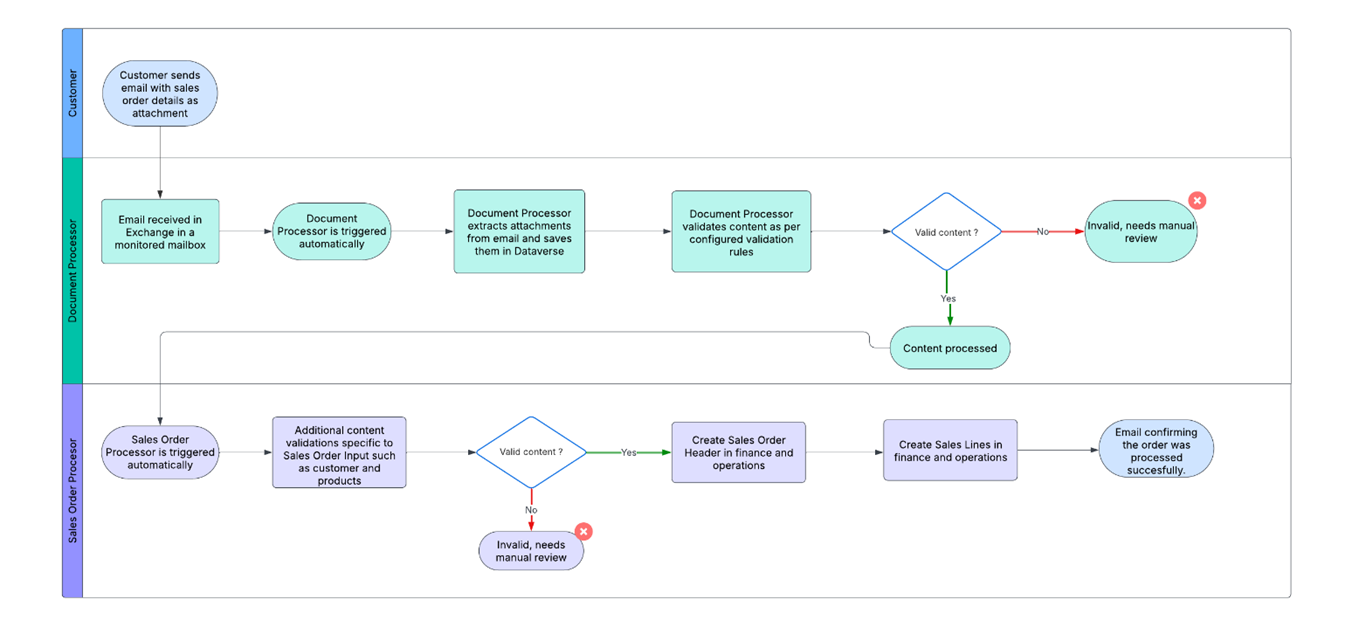 Customer
Customer sends
email with sales
order details as
attachment
Document Processor
Email received in
Exchange in a
monitored mailbox
Document
Processor is triggered
automatically
Document Processor
extracts attachments
from email and saves
them in Dataverse
Document Processor
validates content as per
configured validation
rules
Valid content ?
No
Invalid, needs manual
review
Yes
Content processed
Sales Order Procesor
Sales Order
Processor is triggered
automatically
Additional content
validations specific to
Sales Order Input such
as customer and
products
Valid content ?
Yes
No
Invalid, needs
manual review
Create Sales Order
Header in finance and
operations
Create Sales Lines in
finance and operations
Email confirming
the order was
processed
succesfully.